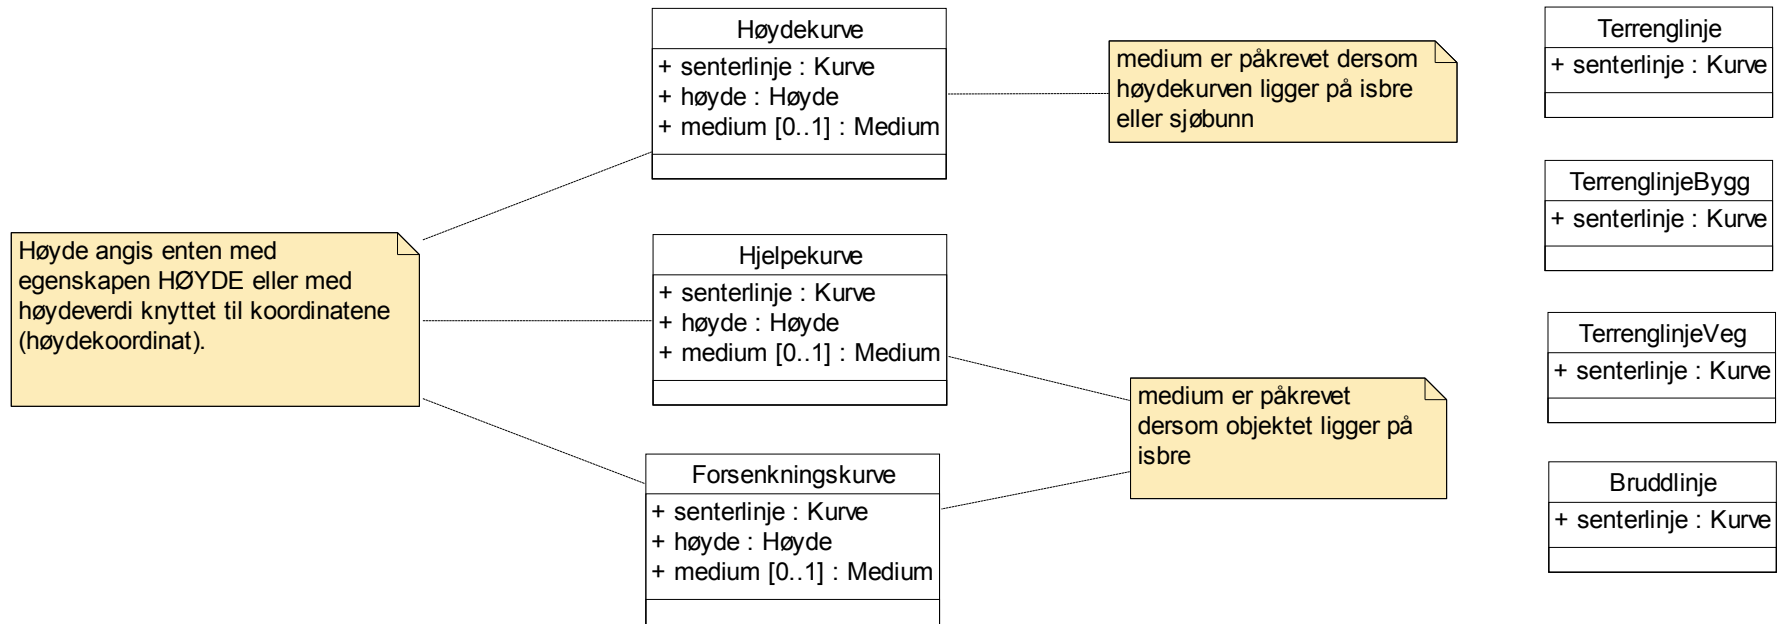 Høyde angis enten med
egenskapen HØYDE eller med
høydeverdi knyttet til koordinatene
(høydekoordinat).
Høydekurve
+ senterlinje : Kurve
+ høyde : Høyde
+ medium [0..1] : Medium
Hjelpekurve
+ senterlinje : Kurve
+ høyde : Høyde
+ medium [0..1] : Medium
Forsenkningskurve
+ senterlinje : Kurve
+ høyde : Høyde
+ medium [0..1] : Medium
medium er påkrevet dersom
høydekurven ligger på isbre
eller sjøbunn
medium er påkrevet
dersom objektet ligger på
isbre
Terrenglinje
+ senterlinje : Kurve
TerrenglinjeBygg
+ senterlinje : Kurve
TerrenglinjeVeg
+ senterlinje : Kurve
Bruddlinje
+ senterlinje : Kurve